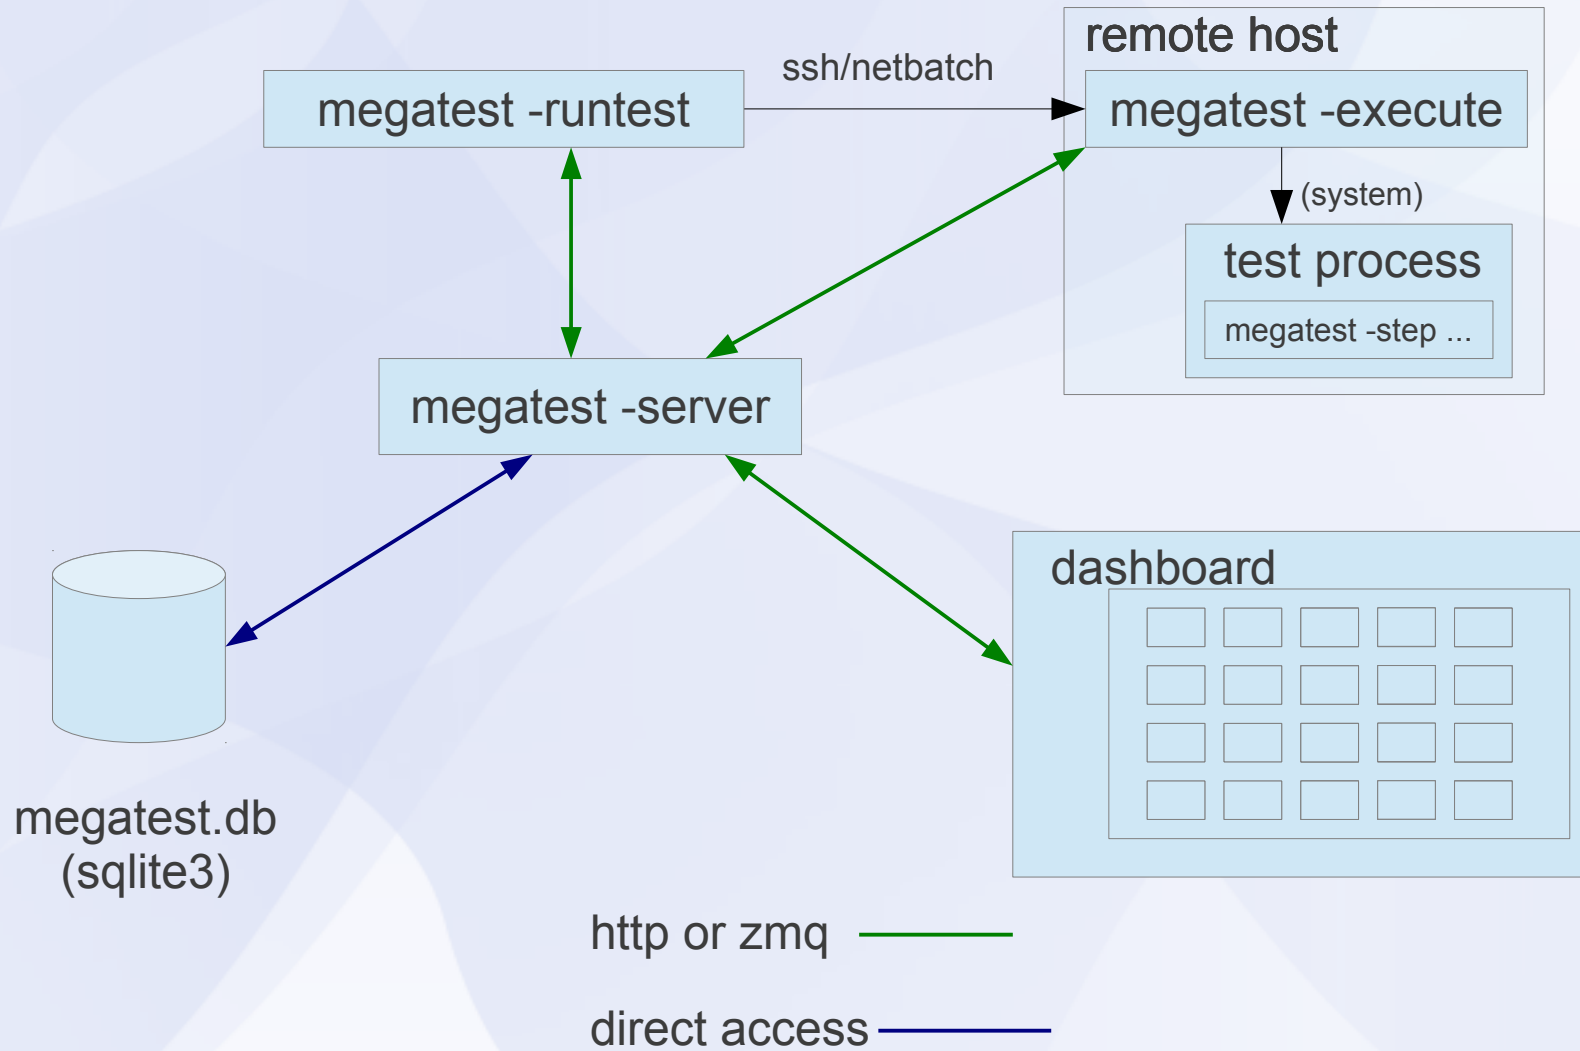 remote host
ssh/netbatch
megatest -runtest
megatest -execute
(system)
test process
megatest -step ...
megatest -server
dashboard
megatest.db
(sqlite3)
http or zmq
direct access